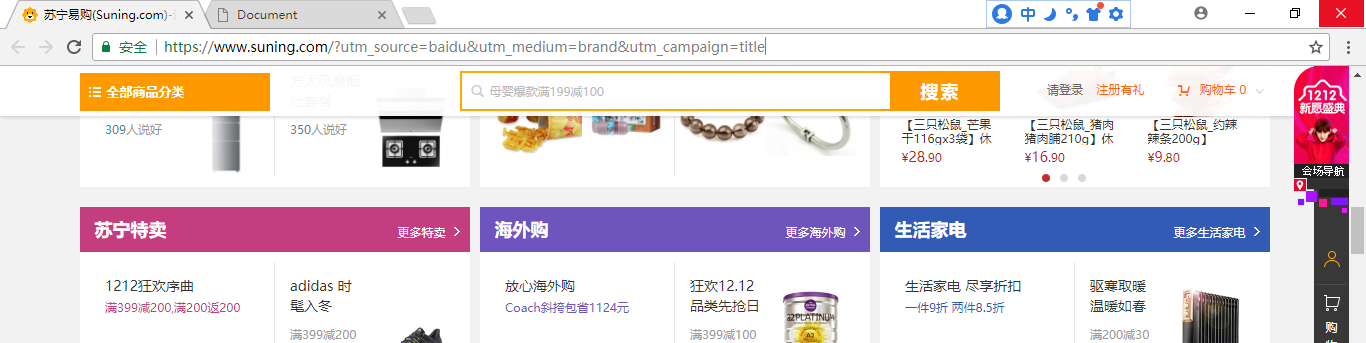 苏宁易购(Suning.com)-
Document
中
安全 https://www.suning.com/?utm_source=baidu&utm_medium=brand&utm_campaign=title
全部商品分类
母婴爆款满199减100
搜索
请登录 注册有礼 购物车 0
309人说好
350人说好
【三只松鼠_芒果
干116gx3袋】休
¥28.90
【三只松鼠_猪肉
猪肉脯210g】休
¥16.90
【三只松鼠_约辣
辣条200g】
¥9.80
1212
新愿盛典
会场导航
苏宁特卖
更多特卖
海外购
更多海外购
生活家电
更多生活家电
1212狂欢序曲
满399减200,满200返200
adidas 时
髦入冬
满399减200
放心海外购
Coach斜挎包省1124元
狂欢12.12
品类先抢日
满399减100
a2PLATINUM
A2
生活家电 尽享折扣
一件9折 两件8.5折
驱寒取暖
温暖如春
满200减30
购